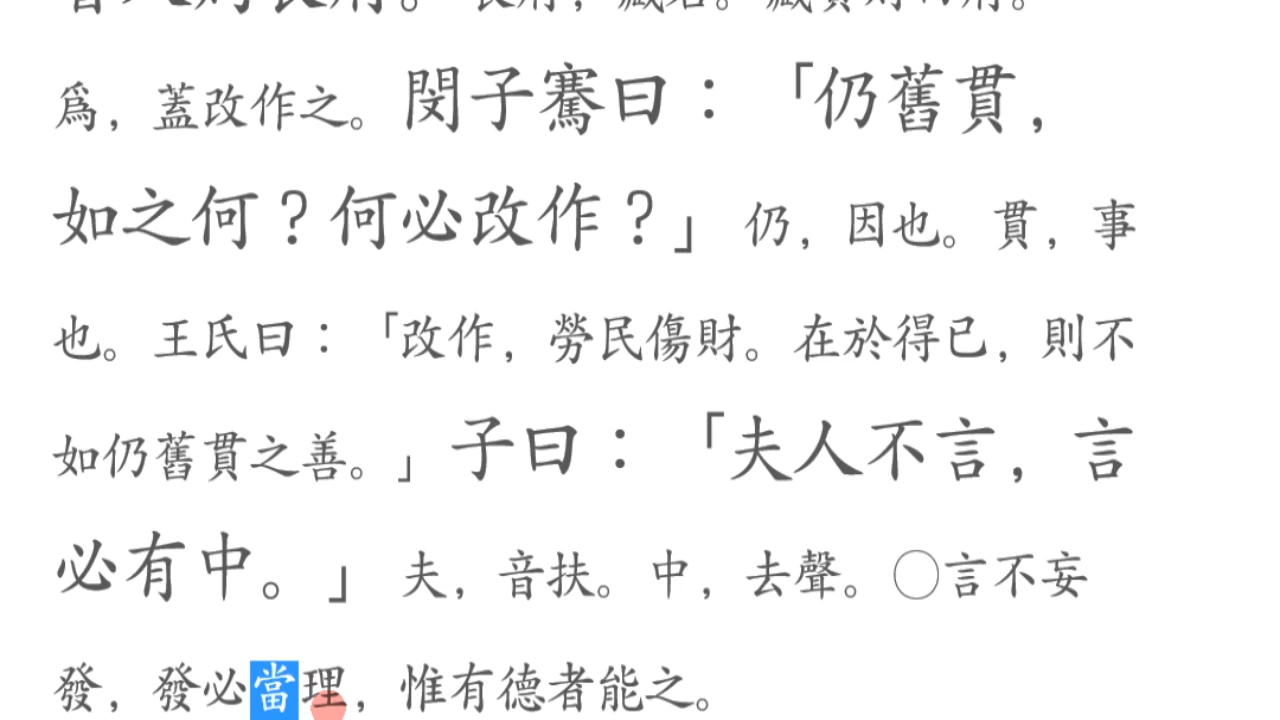 爲，蓋改作之。閔子騫曰：「仍舊貫，
如之何？何必改作？」仍，因也。貫，事
也。王氏曰：「改作，勞民傷財。在於得已，則不
如仍舊貫之善。」子曰：「夫人不言，言
必有中。」夫，音扶。中，去聲。○言不妄
發，發必當理，惟有德者能之。